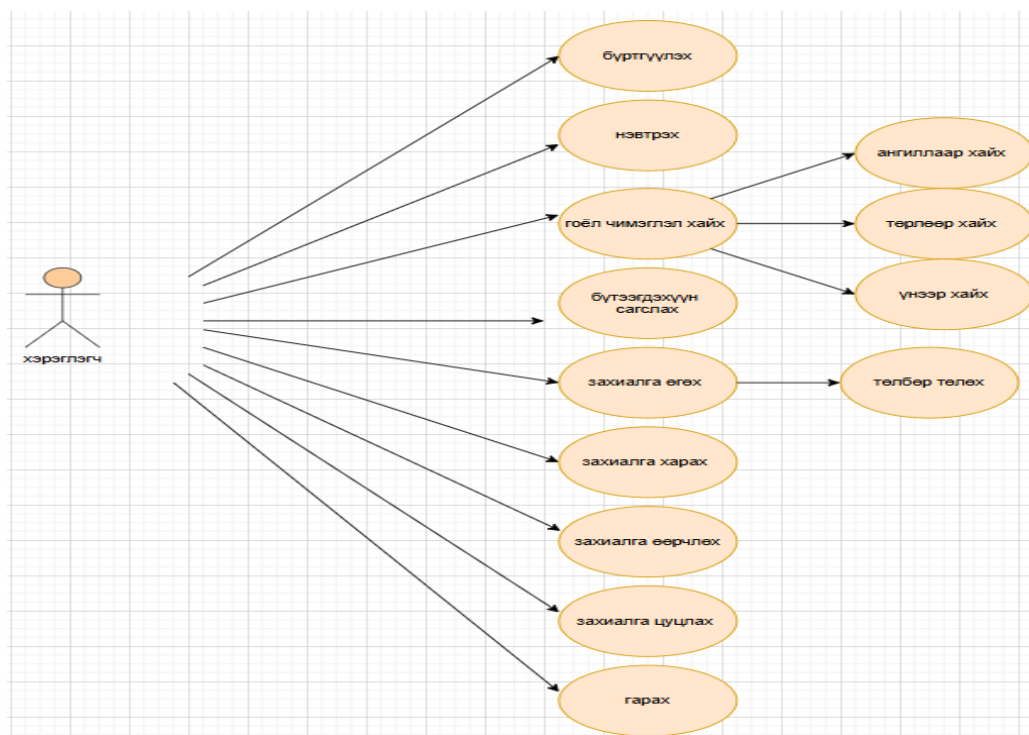 бүртгүүлэх
нэвтрэх
ангиллаар хайх
гоёл чимэглэл хайх
төрлөөр хайх
үнээр хайх
бүтээгдэхүүн
сагслах
хэрэглэгч
захиалга өгөх
төлбөр төлөх
захиалга харах
захиалга өөрчлөх
захиалга цуцлах
гарах